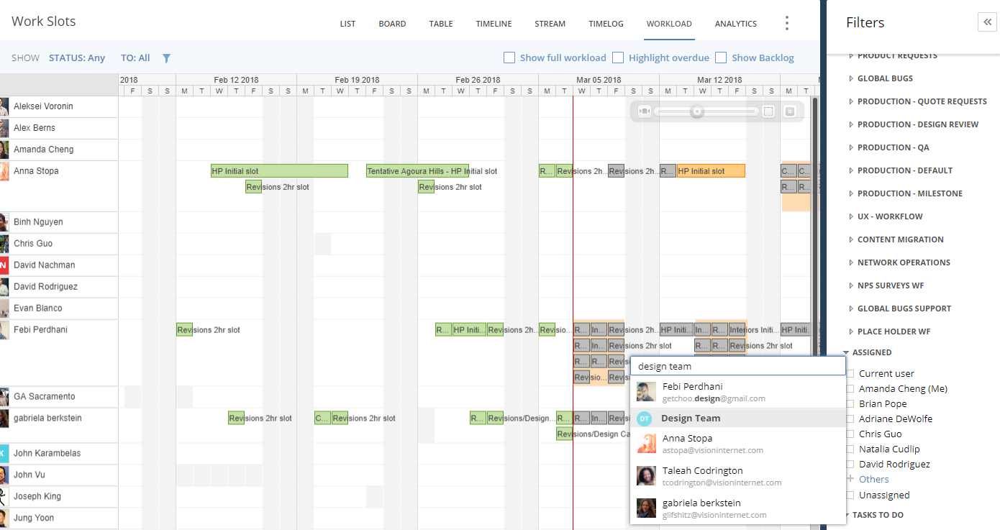 Work Slots
LIST BOARD TABLE TIMELINE STREAM TIMELOG WORKLOAD ANALYTICS
SHOW STATUS: Any TO: All Show full workload Highlight overdue Show Backlog
2018 Feb 12 2018 Feb 19 2018 Feb 26 2018 Mar 05 2018 Mar 12 2018
F S S M T W T F S S M T W T F S S M T W T F S S M T W T F S S M T W T F S S M T
Aleksei Voronin
Alex Berns
Amanda Cheng
Anna Stopa HP Initial slot Tentative Agoura Hills - HP Initial slot R... Revisions 2h... Revisions 2h... R... HP Initial slot C... C...
Revisions 2hr slot Revisions 2hr slot R... R...
Binh Nguyen
Chris Guo
David Nachman
David Rodriguez
Evan Blanco
Febi Perdhani Revisions 2hr slot R... HP Initi... Revisions 2h... Revisio... R... In... Revisions 2h... HP Initi... In... R... Interiors Initi... HP Initi...
R... In... Revisions 2hr slot R... R... Revisions 2hr slot
R... R... Revisi
Revisio... Revisi
GA Sacramento
gabriela berkstein Revisions 2hr slot C... Revisions 2hr slot R... Revisions/Design... R... R... In... Revisi
Revisions/Design Ca
John Karambelas
John Vu
Joseph King
Jung Yoon
design team
Febi Perdhani
getchoo.design@gmail.com
DT Design Team
Anna Stopa
astopa@visioninternet.com
Taleah Codrington
tcodrington@visioninternet.com
gabriela berkstein
glifshitz@visioninternet.com
Filters
PRODUCT REQUESTS
GLOBAL BUGS
PRODUCTION - QUOTE REQUESTS
PRODUCTION - DESIGN REVIEW
PRODUCTION - QA
PRODUCTION - DEFAULT
PRODUCTION - MILESTONE
UX - WORKFLOW
CONTENT MIGRATION
NETWORK OPERATIONS
NPS SURVEYS WF
GLOBAL BUGS SUPPORT
PLACE HOLDER WF
ASSIGNED
Current user
Amanda Cheng (Me)
Brian Pope
Adriane DeWolfe
Chris Guo
Natalia Cudlip
David Rodriguez
Others
Unassigned
TASKS TO DO